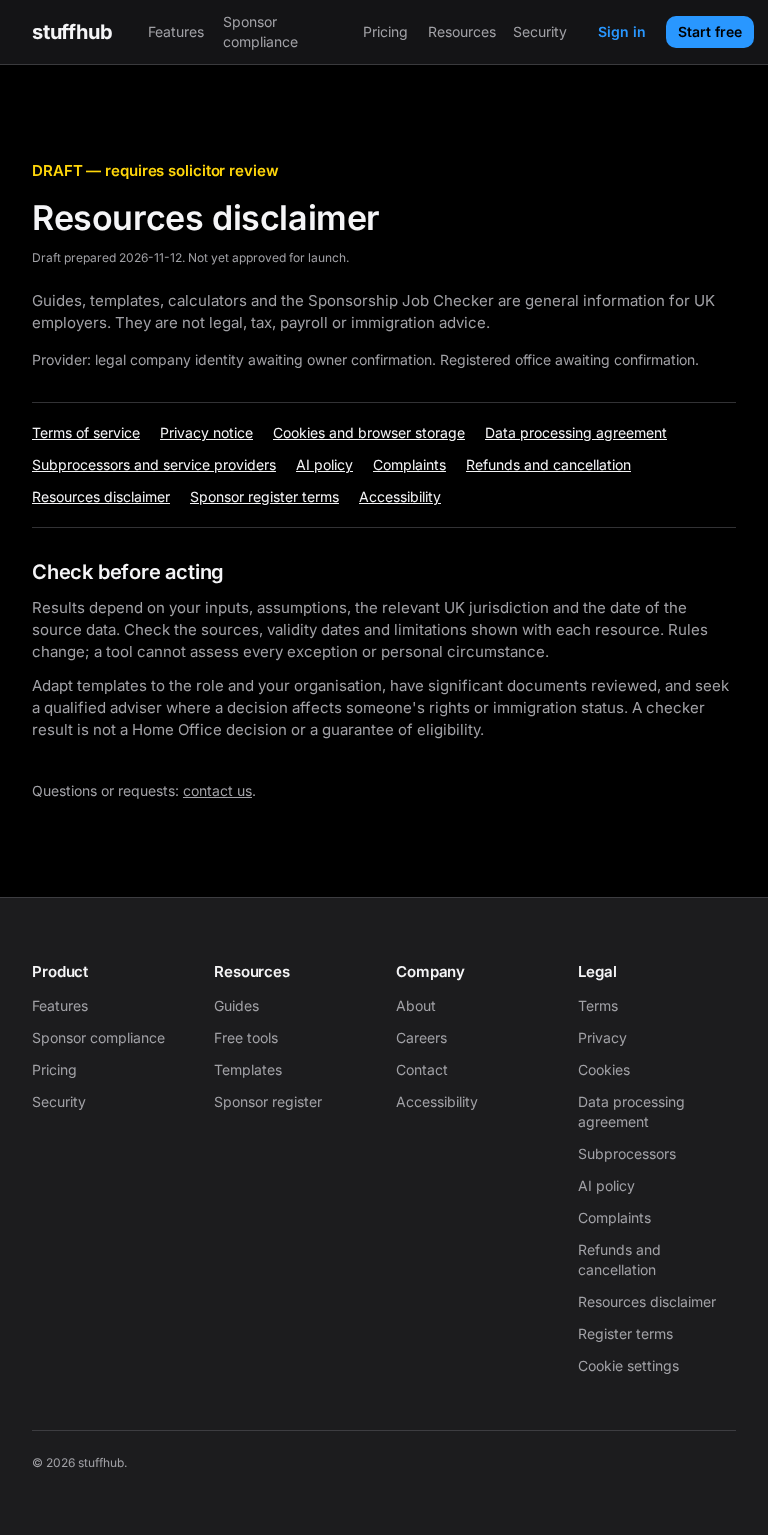 stuffhub
Features
Sponsor
compliance
Pricing
Resources
Security
Sign in
Start free
DRAFT — requires solicitor review
Resources disclaimer
Draft prepared 2026-11-12. Not yet approved for launch.
Guides, templates, calculators and the Sponsorship Job Checker are general information for UK
employers. They are not legal, tax, payroll or immigration advice.
Provider: legal company identity awaiting owner confirmation. Registered office awaiting confirmation.
Terms of service Privacy notice Cookies and browser storage Data processing agreement
Subprocessors and service providers AI policy Complaints Refunds and cancellation
Resources disclaimer Sponsor register terms Accessibility
Check before acting
Results depend on your inputs, assumptions, the relevant UK jurisdiction and the date of the
source data. Check the sources, validity dates and limitations shown with each resource. Rules
change; a tool cannot assess every exception or personal circumstance.
Adapt templates to the role and your organisation, have significant documents reviewed, and seek
a qualified adviser where a decision affects someone's rights or immigration status. A checker
result is not a Home Office decision or a guarantee of eligibility.
Questions or requests: contact us.
Product
Features
Sponsor compliance
Pricing
Security
Resources
Guides
Free tools
Templates
Sponsor register
Company
About
Careers
Contact
Accessibility
Legal
Terms
Privacy
Cookies
Data processing
agreement
Subprocessors
AI policy
Complaints
Refunds and
cancellation
Resources disclaimer
Register terms
Cookie settings
© 2026 stuffhub.